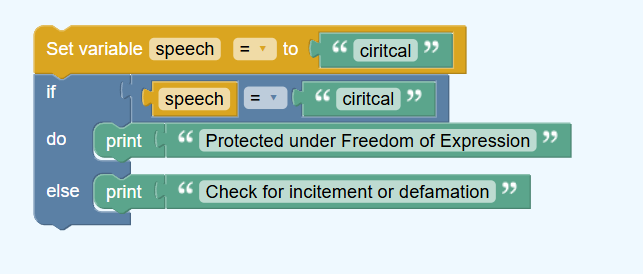 Set variable speech = to “ ciritcal ”
if speech = “ ciritcal ”
do print “ Protected under Freedom of Expression ”
else print “ Check for incitement or defamation ”